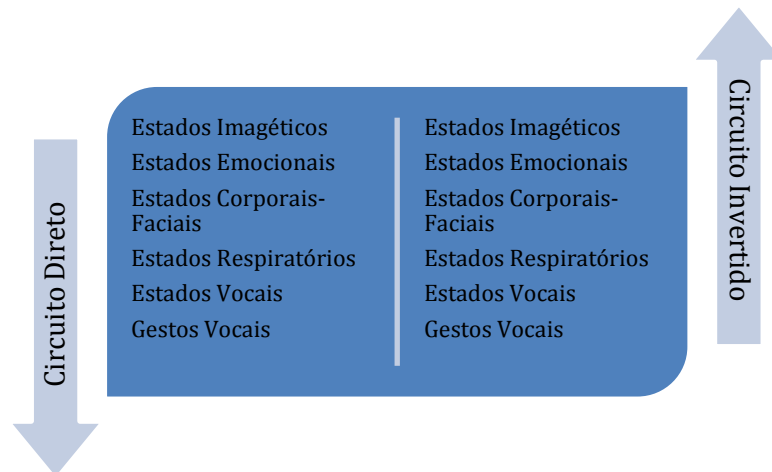 Circuito Direto
Estados Imagéticos
Estados Emocionais
Estados Corporais-
Faciais
Estados Respiratórios
Estados Vocais
Gestos Vocais
Estados Imagéticos
Estados Emocionais
Estados Corporais-
Faciais
Estados Respiratórios
Estados Vocais
Gestos Vocais
Circuito Invertido